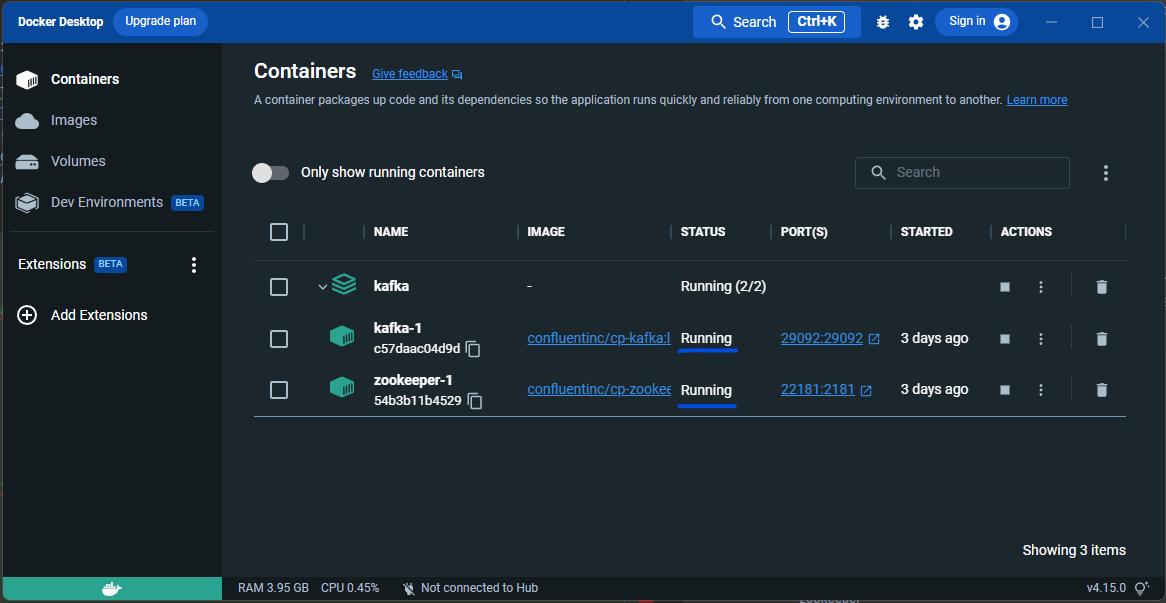 Docker Desktop Upgrade plan Search Ctrl+K Sign in
Containers
Images
Volumes
Dev Environments BETA
Extensions BETA
Add Extensions
Containers Give feedback
A container packages up code and its dependencies so the application runs quickly and reliably from one computing environment to another. Learn more
Only show running containers Search
NAME IMAGE STATUS PORT(S) STARTED ACTIONS
kafka - Running (2/2)
kafka-1
c57daac04d9d confluentinc/cp-kafka:l Running 29092:29092 3 days ago
zookeeper-1
54b3b11b4529 confluentinc/cp-zookee Running 22181:2181 3 days ago
Showing 3 items
RAM 3.95 GB CPU 0.45% Not connected to Hub v4.15.0